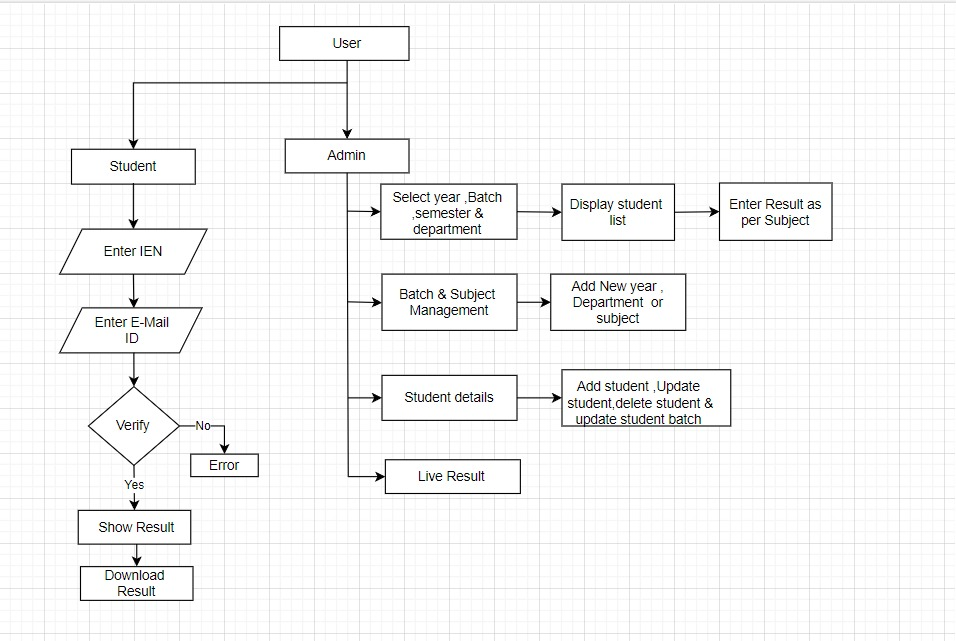 User
Student
Admin
Select year ,Batch
,semester &
department
Display student
list
Enter Result as
per Subject
Enter IEN
Batch & Subject
Management
Add New year ,
Department or
subject
Enter E-Mail
ID
Student details
Add student ,Update
student,delete student &
update student batch
Verify
No
Error
Live Result
Yes
Show Result
Download
Result